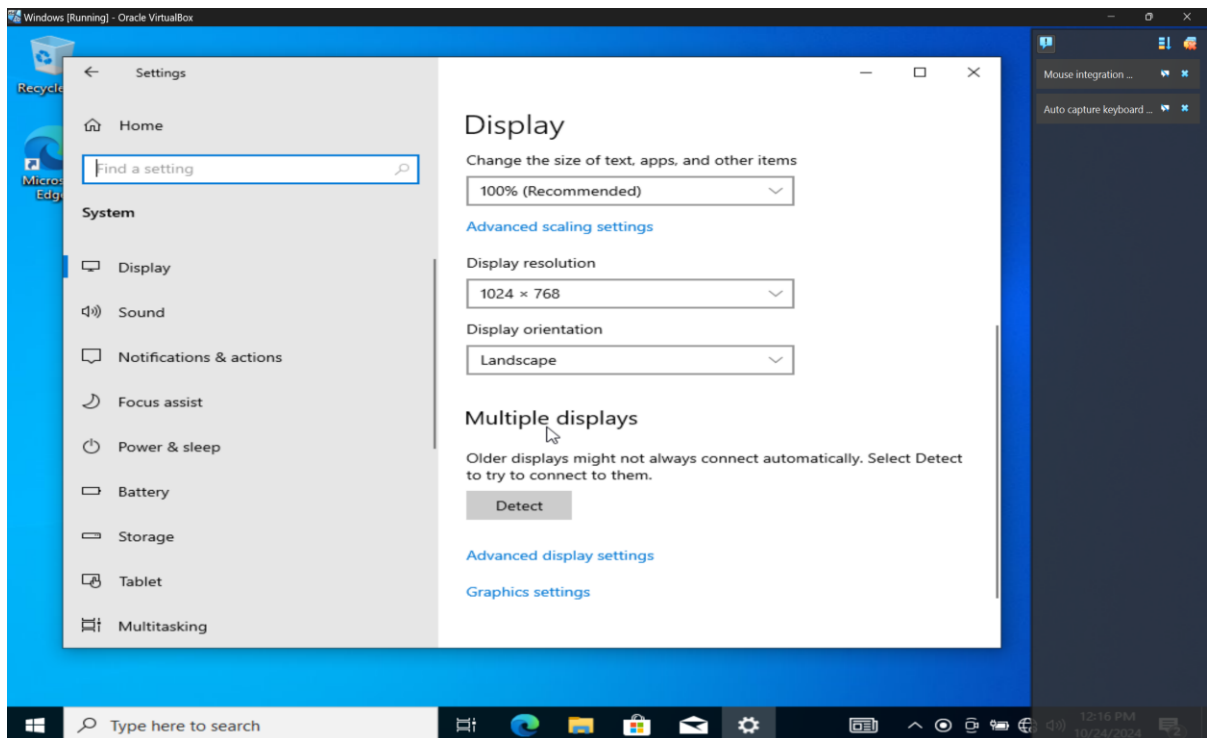 Windows [Running] - Oracle VirtualBox
Recycle
Micros
Edg
Settings
Home
Find a setting
System
Display
Sound
Notifications & actions
Focus assist
Power & sleep
Battery
Storage
Tablet
Multitasking
Display
Change the size of text, apps, and other items
100% (Recommended)
Advanced scaling settings
Display resolution
1024 × 768
Display orientation
Landscape
Multiple displays
Older displays might not always connect automatically. Select Detect
to try to connect to them.
Detect
Advanced display settings
Graphics settings
Mouse integration ...
Auto capture keyboard ...
Type here to search
12:16 PM
10/24/2024
2